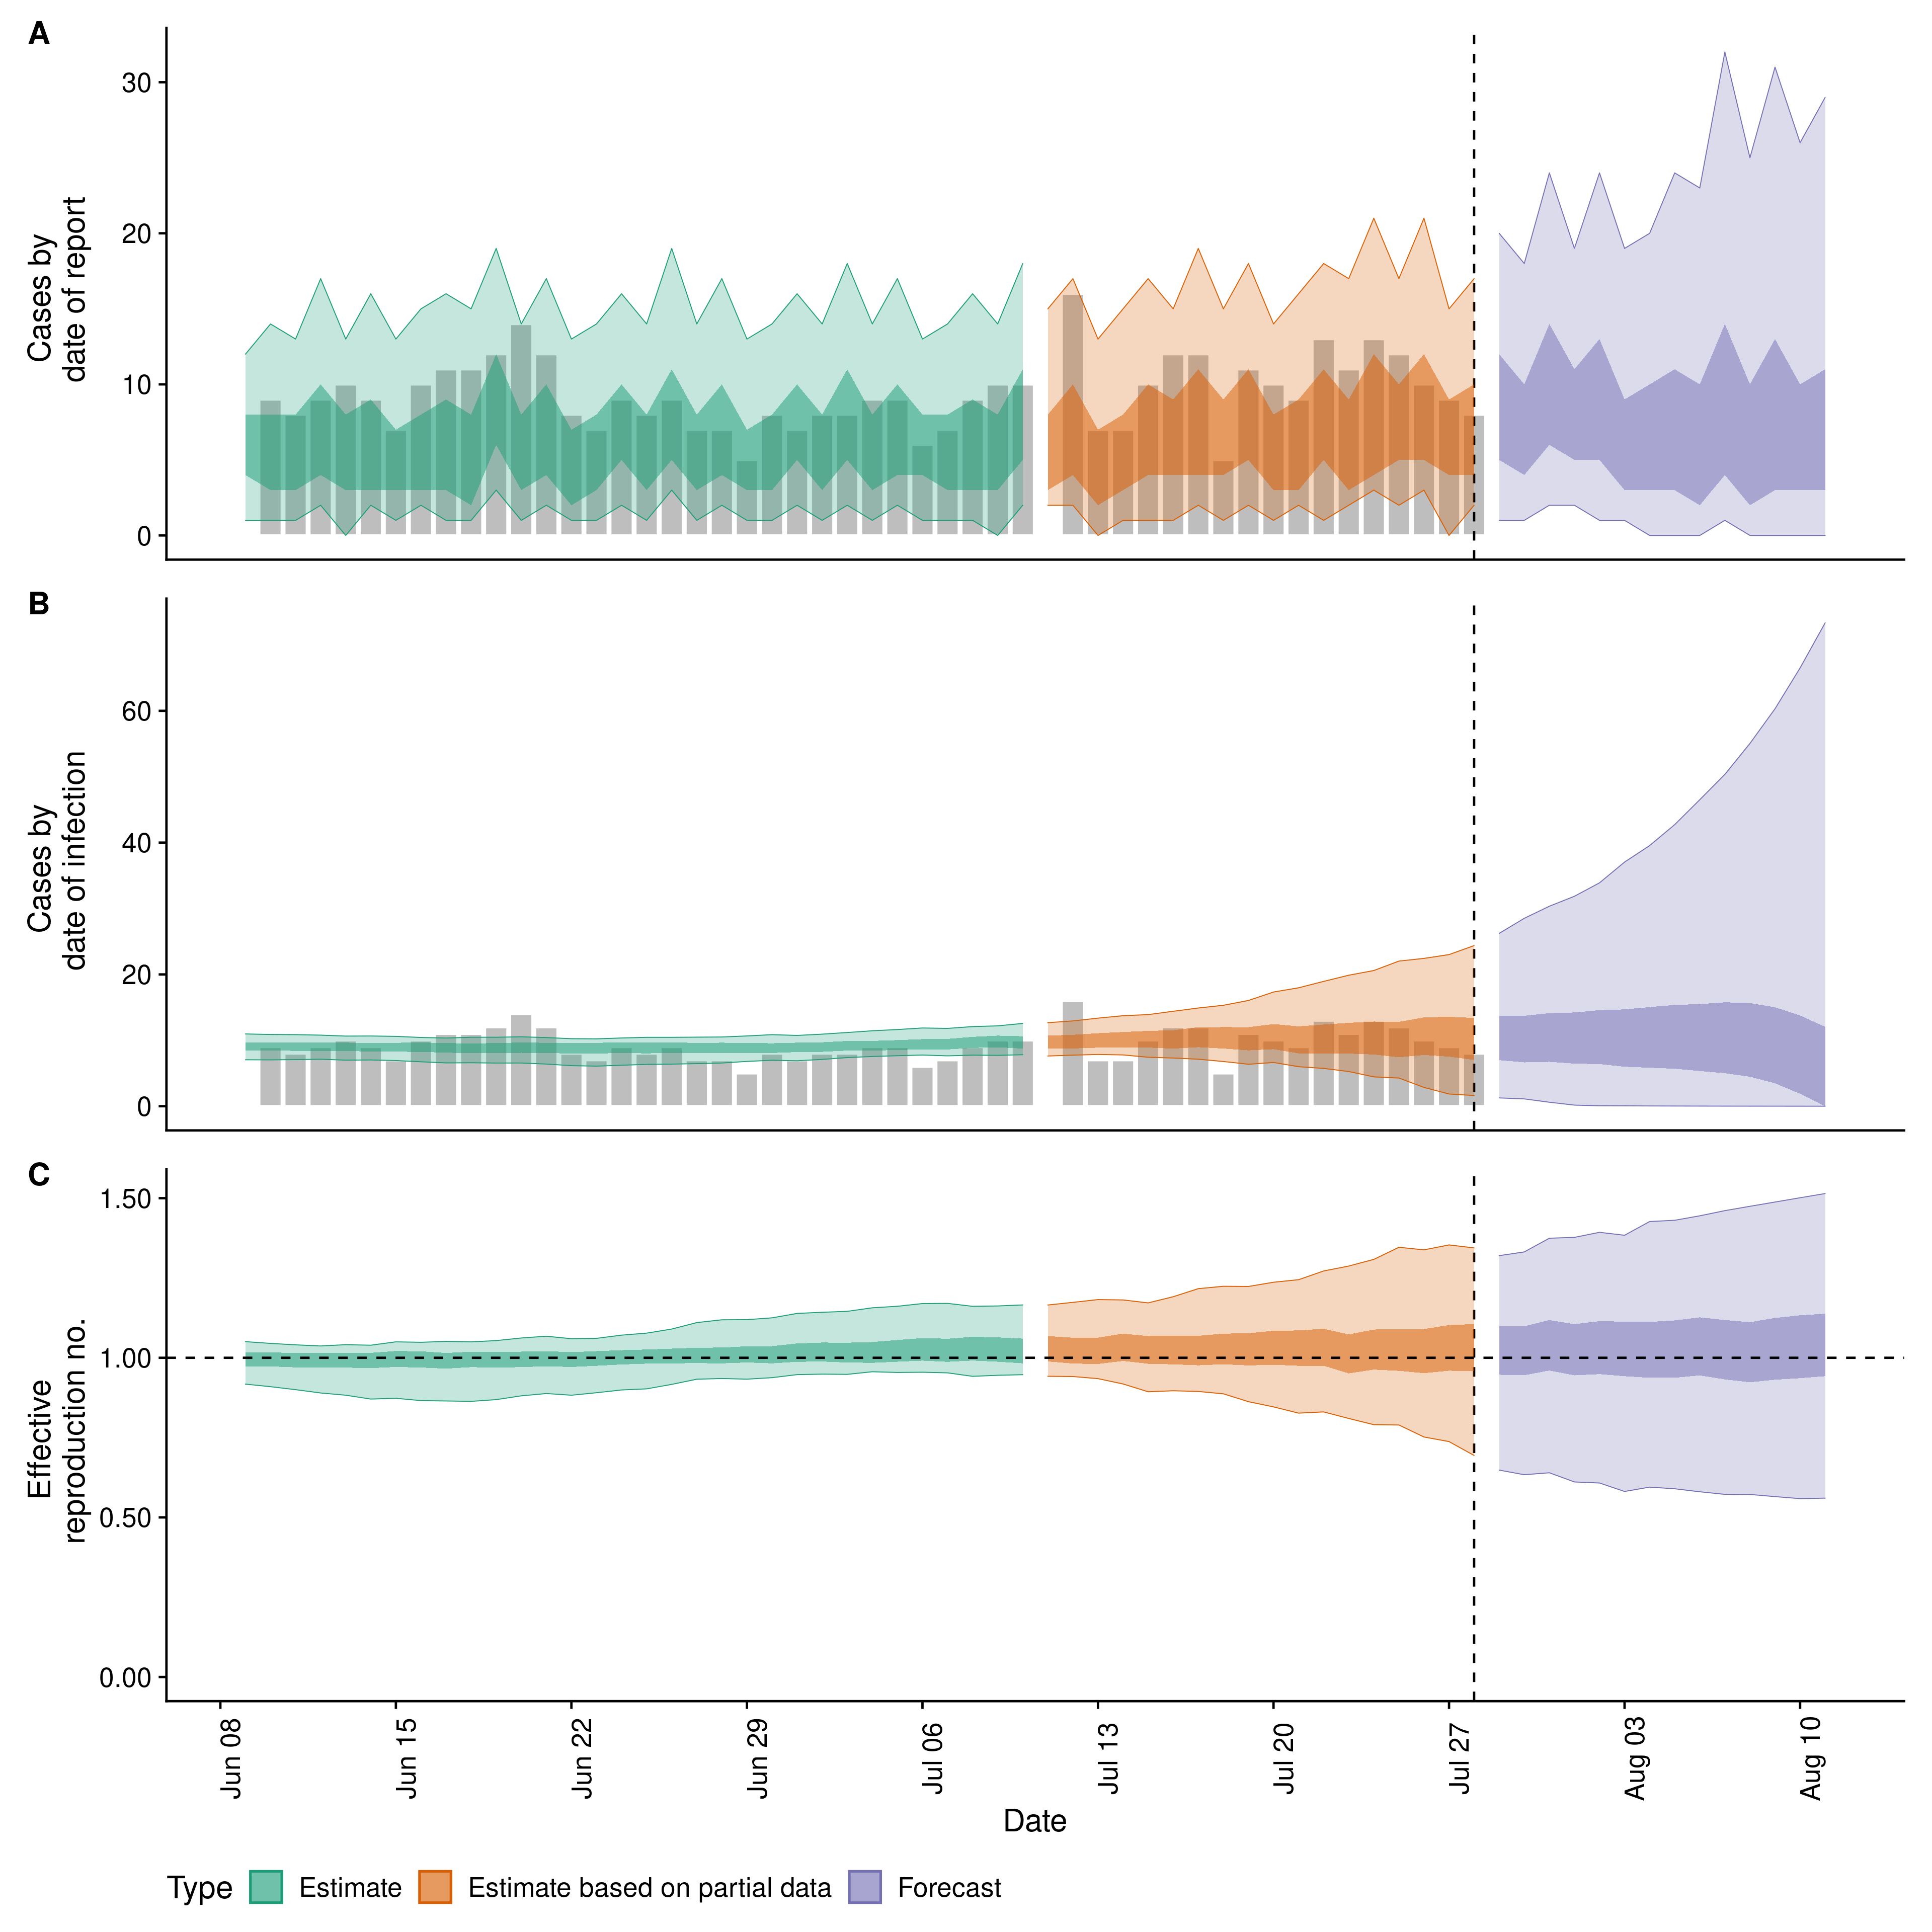 A
Cases by
date of report
30
20
10
0
B
Cases by
date of infection
60
40
20
0
C
Effective
reproduction no.
1.50
1.00
0.50
0.00
Jun 08
Jun 15
Jun 22
Jun 29
Jul 06
Jul 13
Jul 20
Jul 27
Aug 03
Aug 10
Date
Type Estimate Estimate based on partial data Forecast